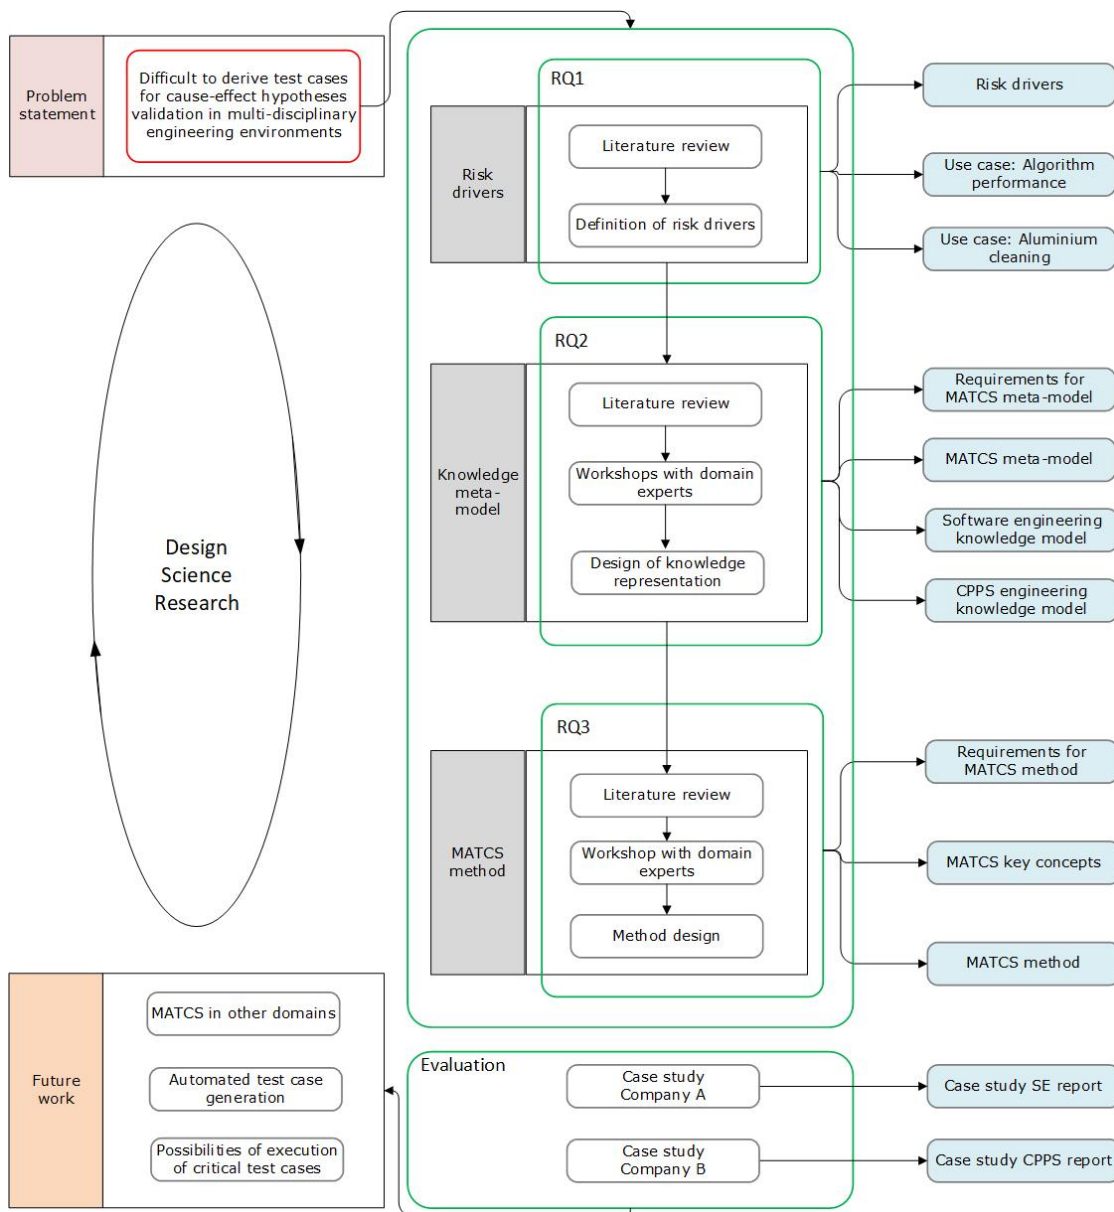 Problem
statement
Difficult to derive test cases
for cause-effect hypotheses
validation in multi-disciplinary
engineering environments
RQ1
Risk
drivers
Literature review
Definition of risk drivers
Risk drivers
Use case: Algorithm
performance
Use case: Aluminium
cleaning
Design
Science
Research
RQ2
Knowledge
meta-
model
Literature review
Workshops with domain
experts
Design of knowledge
representation
Requirements for
MATCS meta-model
MATCS meta-model
Software engineering
knowledge model
CPPS engineering
knowledge model
RQ3
MATCS
method
Literature review
Workshop with domain
experts
Method design
Requirements for
MATCS method
MATCS key concepts
MATCS method
Future
work
MATCS in other domains
Automated test case
generation
Possibilities of execution
of critical test cases
Evaluation
Case study
Company A
Case study
Company B
Case study SE report
Case study CPPS report